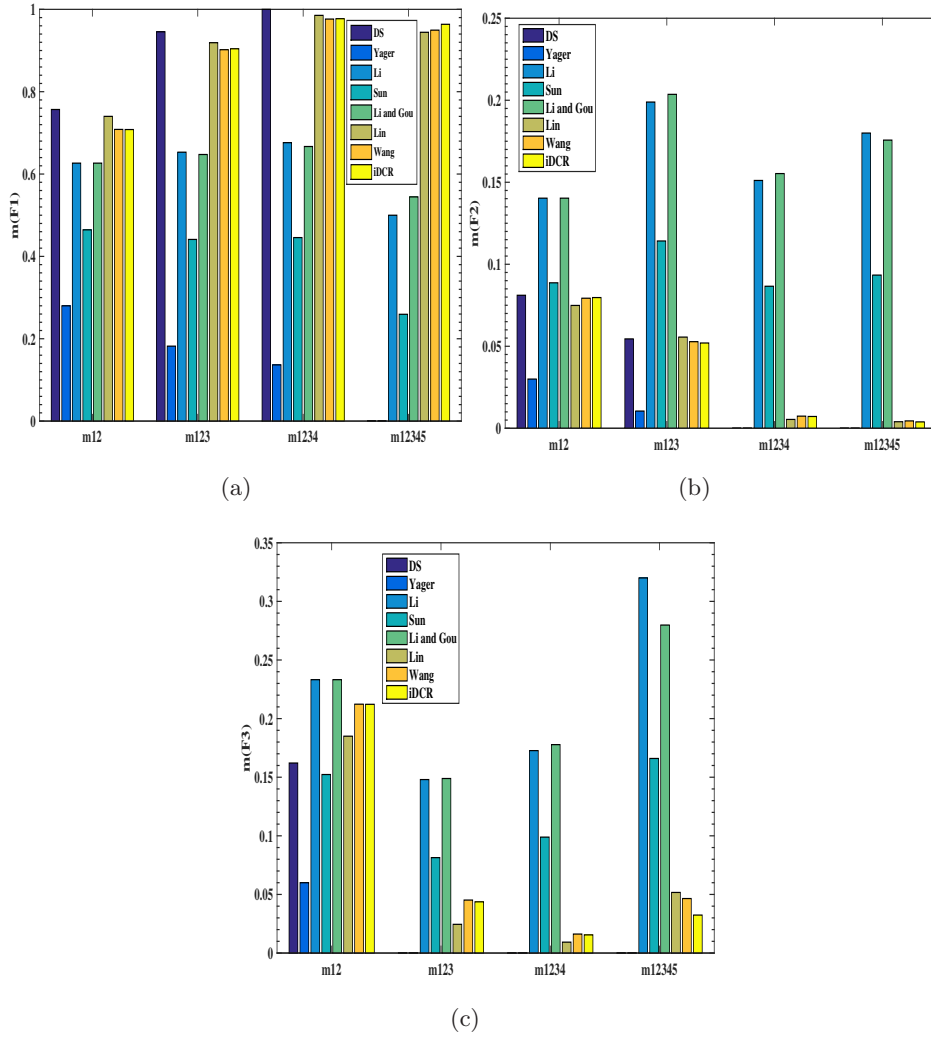 1
0.8
0.6
0.4
0.2
0
m(F1)
DS
Yager
Li
Sun
Li and Gou
Lin
Wang
iDCR
m12 m123 m1234 m12345
(a)
0.25
0.2
0.15
0.1
0.05
0
m(F2)
DS
Yager
Li
Sun
Li and Gou
Lin
Wang
iDCR
m12 m123 m1234 m12345
(b)
0.35
0.3
0.25
0.2
0.15
0.1
0.05
0
m(F3)
DS
Yager
Li
Sun
Li and Gou
Lin
Wang
iDCR
m12 m123 m1234 m12345
(c)